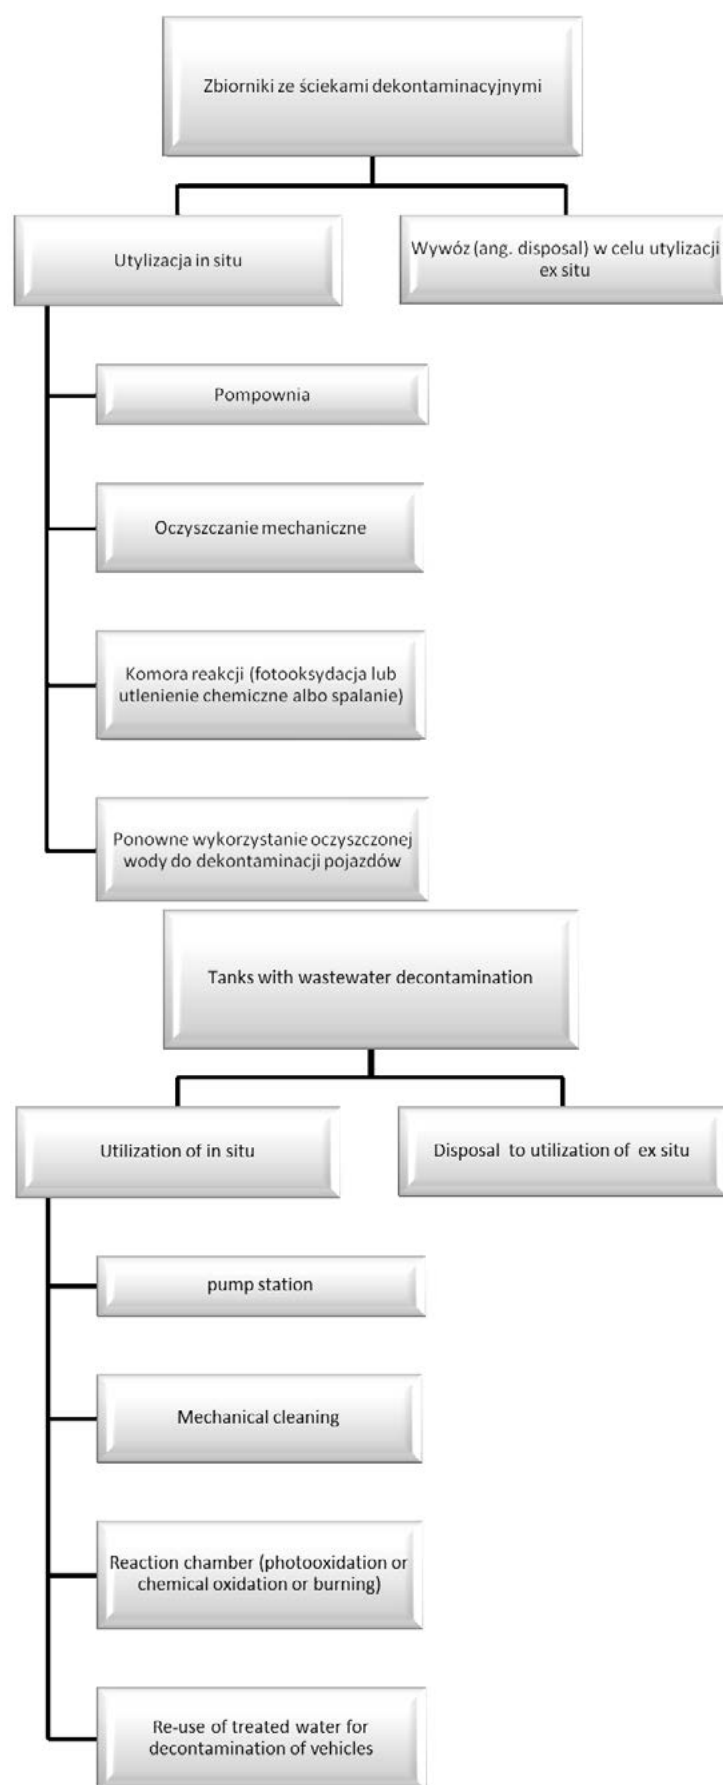 Zbiorniki ze ściekami dekontaminacyjnymi
Utylizacja in situ
Wywóz (ang. disposal) w celu utylizacji
ex situ
Pompownia
Oczyszczanie mechaniczne
Komora reakcji (fotooksydacja lub
utlenienie chemiczne albo spalanie)
Ponowne wykorzystanie oczyszczonej
wody do dekontaminacji pojazdów
Tanks with wastewater decontamination
Utilization of in situ
Disposal to utilization of ex situ
pump station
Mechanical cleaning
Reaction chamber (photooxidation or
chemical oxidation or burning)
Re-use of treated water for
decontamination of vehicles